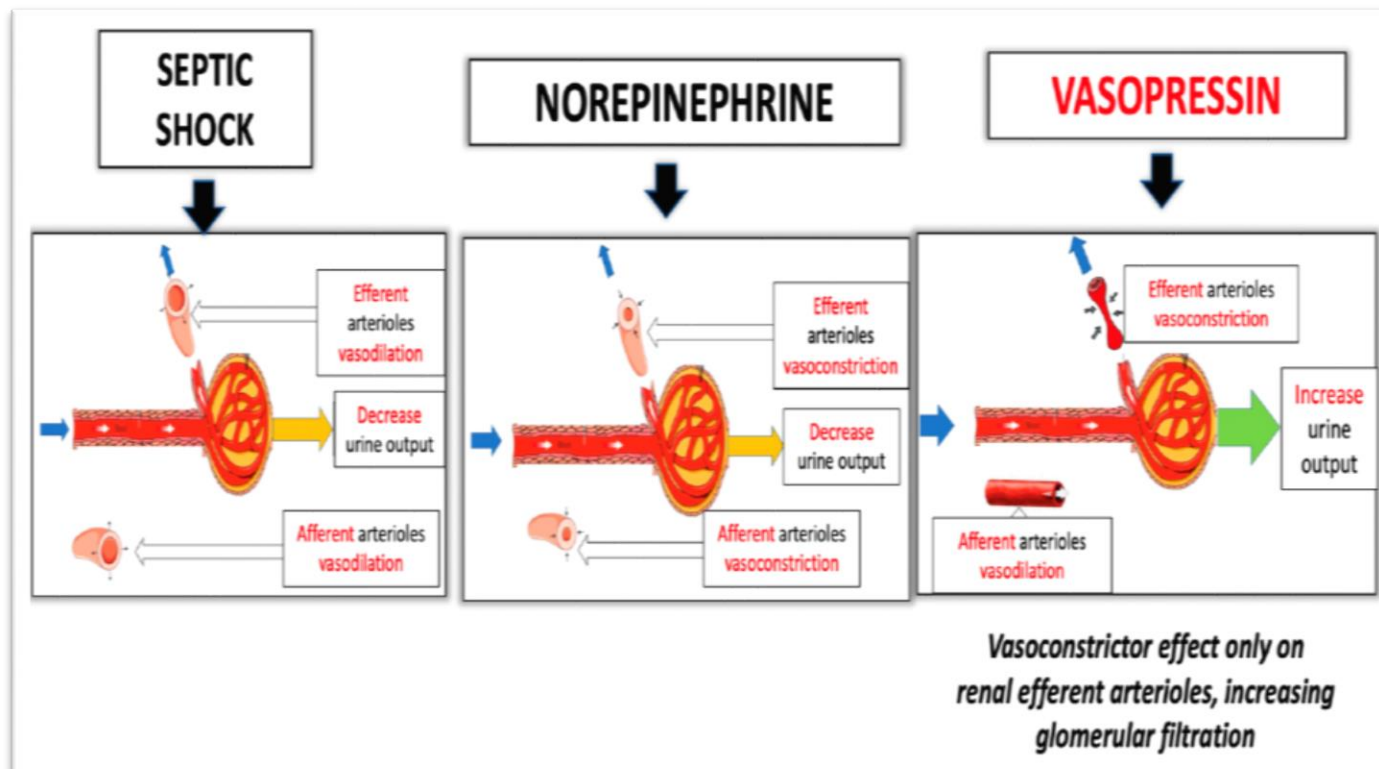 SEPTIC
SHOCK
NOREPINEPHRINE
VASOPRESSIN
Efferent
arterioles
vasodilation
Decrease
urine output
Afferent arterioles
vasodilation
Efferent
arterioles
vasoconstriction
Decrease
urine output
Afferent arterioles
vasoconstriction
Efferent arterioles
vasoconstriction
Increase
urine
output
Afferent arterioles
vasodilation
Vasoconstrictor effect only on
renal efferent arterioles, increasing
glomerular filtration